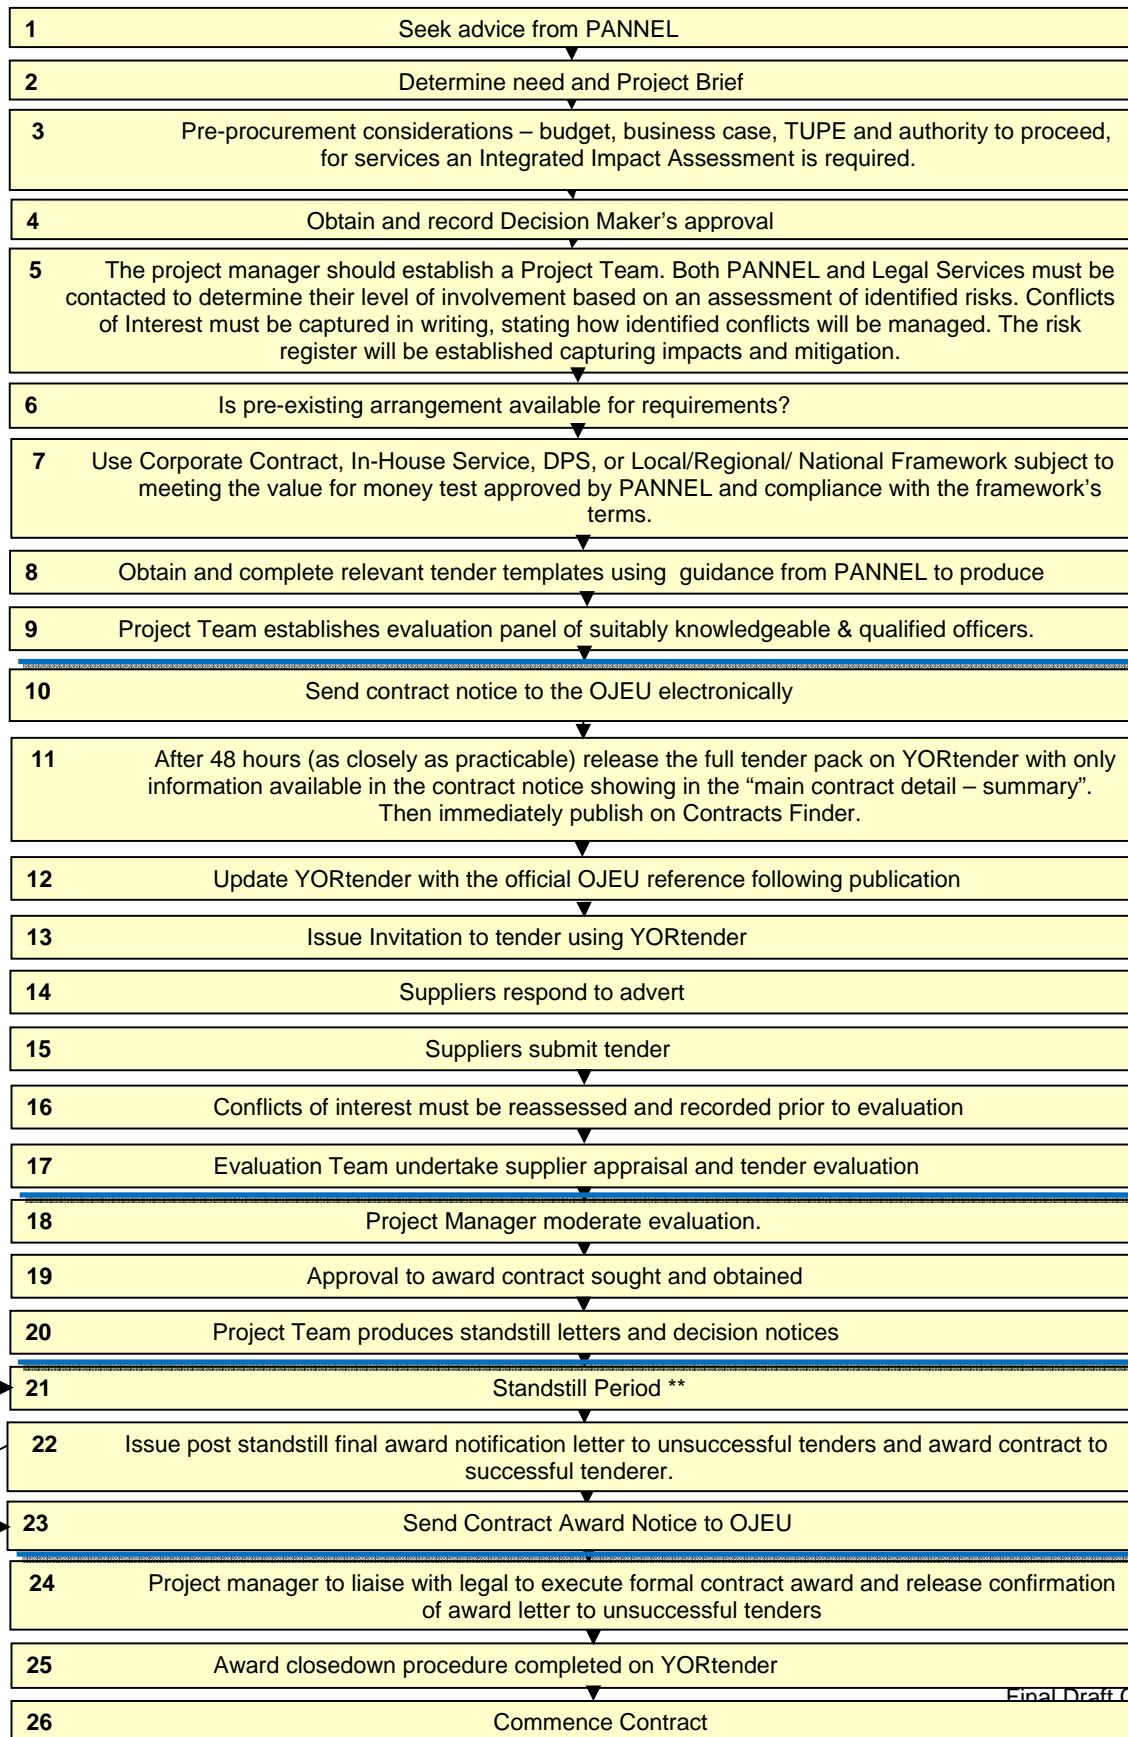 1 Seek advice from PANNEL
2 Determine need and Project Brief
3 Pre-procurement considerations – budget, business case, TUPE and authority to proceed,
for services an Integrated Impact Assessment is required.
4 Obtain and record Decision Maker's approval
5 The project manager should establish a Project Team. Both PANNEL and Legal Services must be
contacted to determine their level of involvement based on an assessment of identified risks. Conflicts
of Interest must be captured in writing, stating how identified conflicts will be managed. The risk
register will be established capturing impacts and mitigation.
6 Is pre-existing arrangement available for requirements?
7 Use Corporate Contract, In-House Service, DPS, or Local/Regional/ National Framework subject to
meeting the value for money test approved by PANNEL and compliance with the framework's
terms.
8 Obtain and complete relevant tender templates using guidance from PANNEL to produce
9 Project Team establishes evaluation panel of suitably knowledgeable & qualified officers.
10 Send contract notice to the OJEU electronically
11 After 48 hours (as closely as practicable) release the full tender pack on YORtender with only
information available in the contract notice showing in the “main contract detail – summary”.
Then immediately publish on Contracts Finder.
12 Update YORtender with the official OJEU reference following publication
13 Issue Invitation to tender using YORtender
14 Suppliers respond to advert
15 Suppliers submit tender
16 Conflicts of interest must be reassessed and recorded prior to evaluation
17 Evaluation Team undertake supplier appraisal and tender evaluation
18 Project Manager moderate evaluation.
19 Approval to award contract sought and obtained
20 Project Team produces standstill letters and decision notices
21 Standstill Period **
22 Issue post standstill final award notification letter to unsuccessful tenders and award contract to
successful tenderer.
23 Send Contract Award Notice to OJEU
24 Project manager to liaise with legal to execute formal contract award and release confirmation
of award letter to unsuccessful tenders
25 Award closedown procedure completed on YORtender
Final Draft
26 Commence Contract